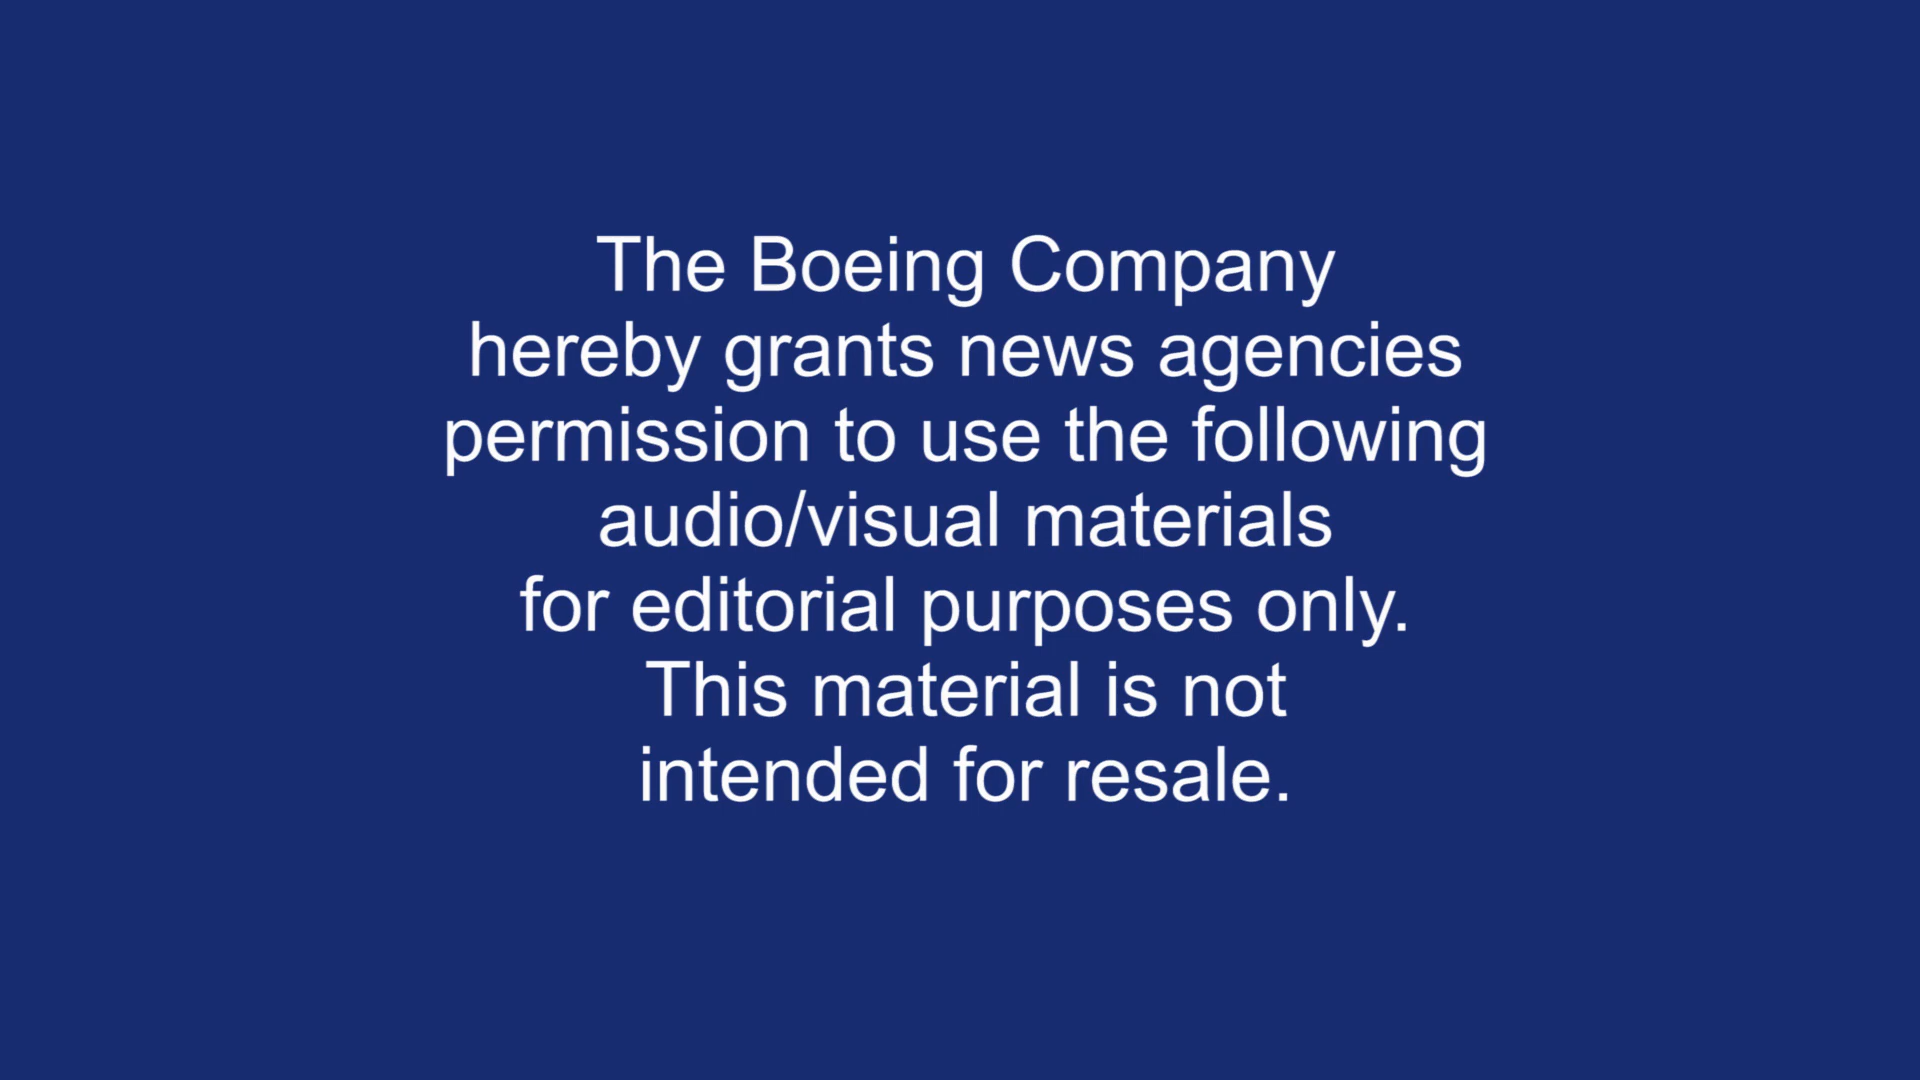 The Boeing Company
hereby grants news agencies
permission to use the following
audio/visual materials
for editorial purposes only.
This material is not
intended for resale.